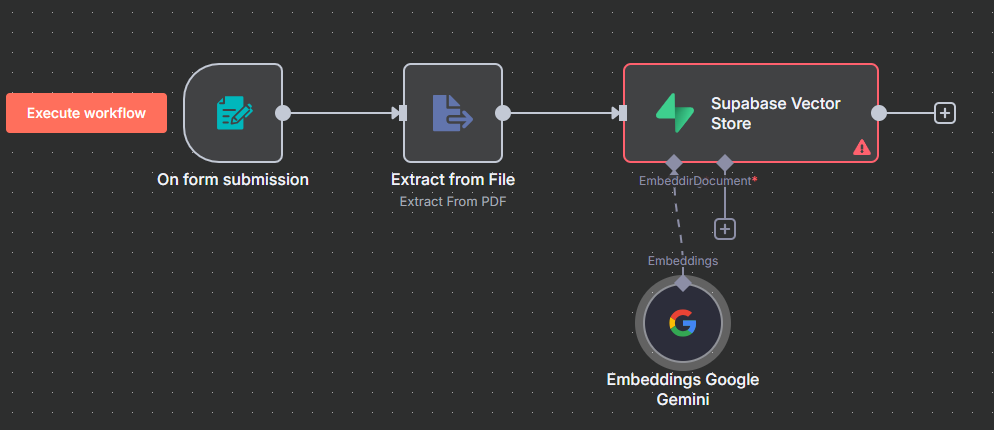 Execute workflow
Supabase Vector
Store
On form submission
Extract from File
Extract From PDF
EmbeddirDocument*
Embeddings
Embeddings Google
Gemini